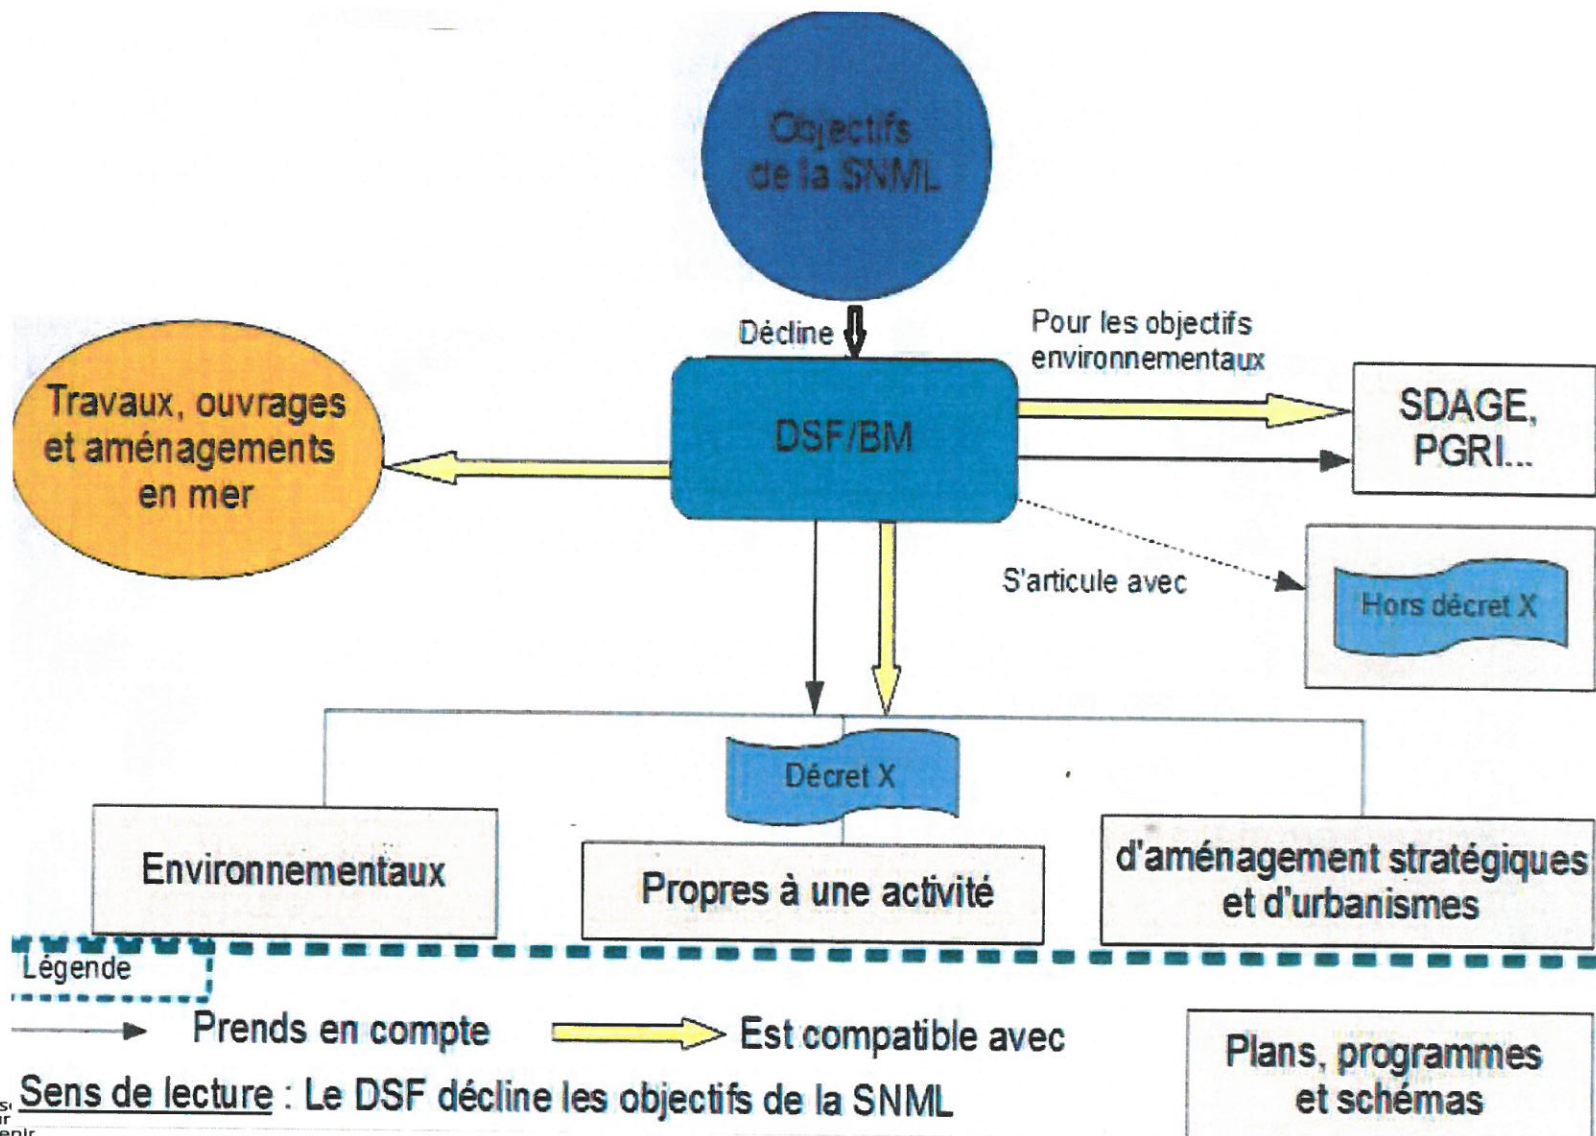 Objectifs
de la SNML
Décline
Pour les objectifs
environnementaux
Travaux, ouvrages
et aménagements
en mer
DSF/BM
SDAGE,
PGRI...
S'articule avec
Hors décret X
Décret X
Environnementaux
Propres à une activité
d'aménagement stratégiques
et d'urbanismes
Légende
Prends en compte
Est compatible avec
Plans, programmes
et schémas
Sens de lecture : Le DSF décline les objectifs de la SNML